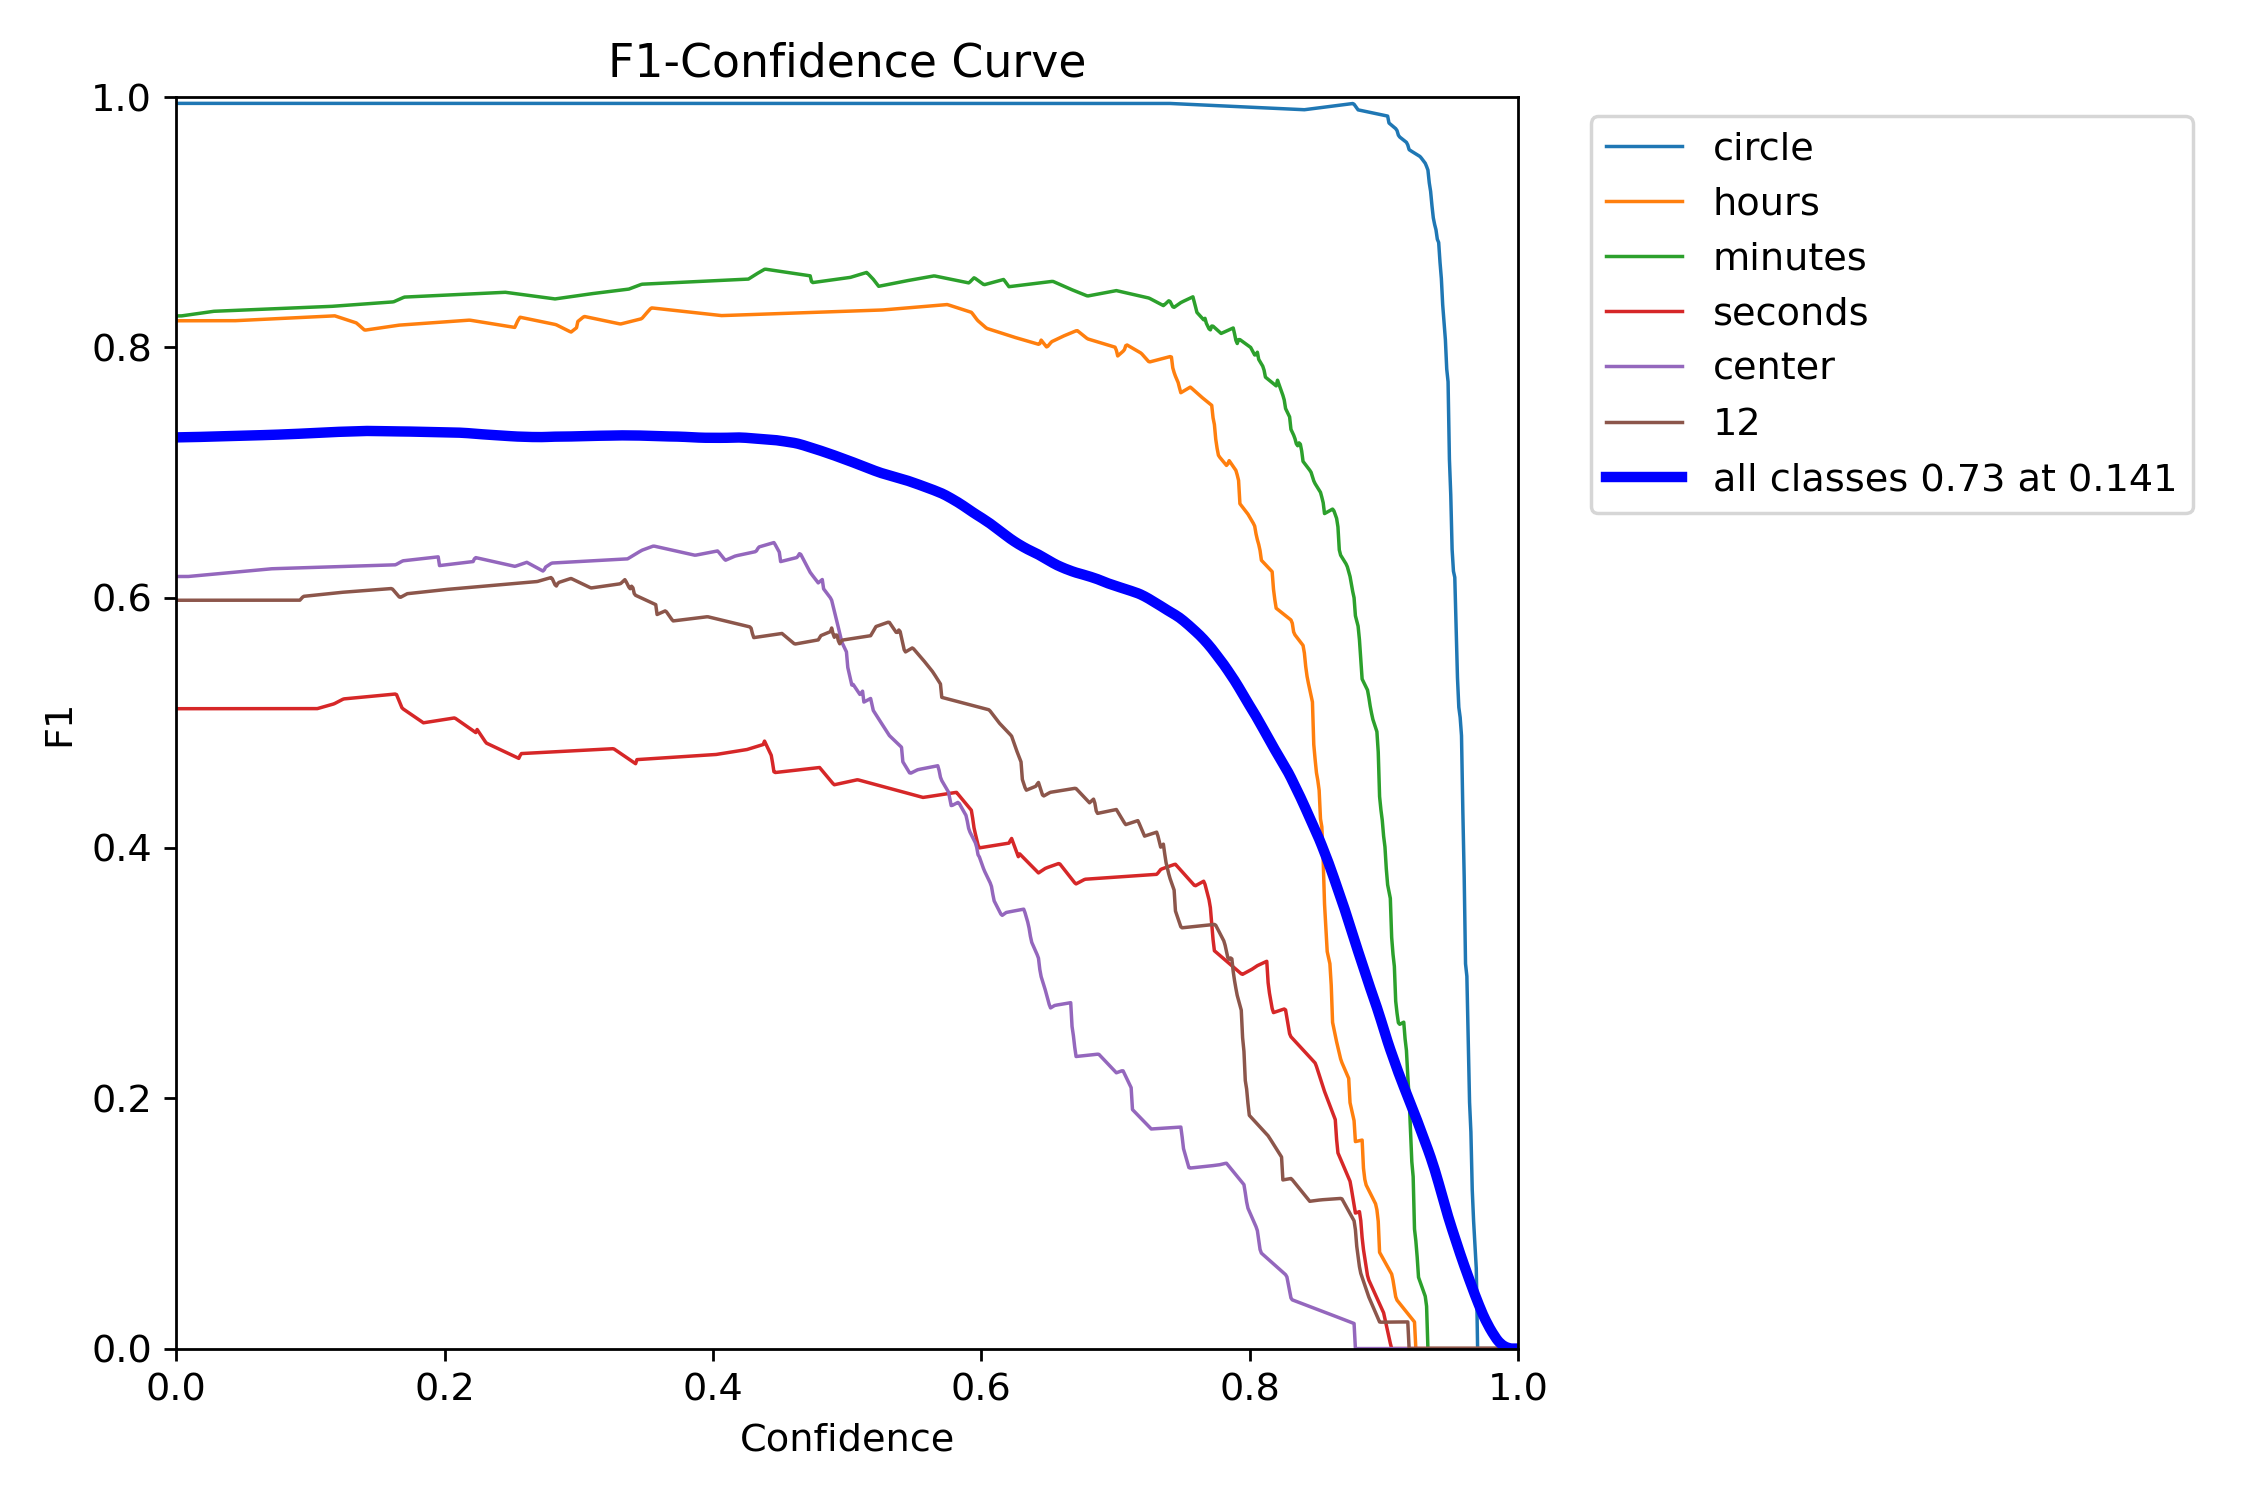 F1-Confidence Curve
1.0
0.8
0.6
0.4
0.2
0.0
F1
0.0 0.2 0.4 0.6 0.8 1.0
Confidence
circle
hours
minutes
seconds
center
12
all classes 0.73 at 0.141